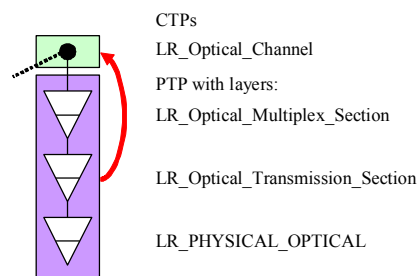 CTPs
LR_Optical_Channel
PTP with layers:
LR_Optical_Multiplex_Section
LR_Optical_Transmission_Section
LR_PHYSICAL_OPTICAL